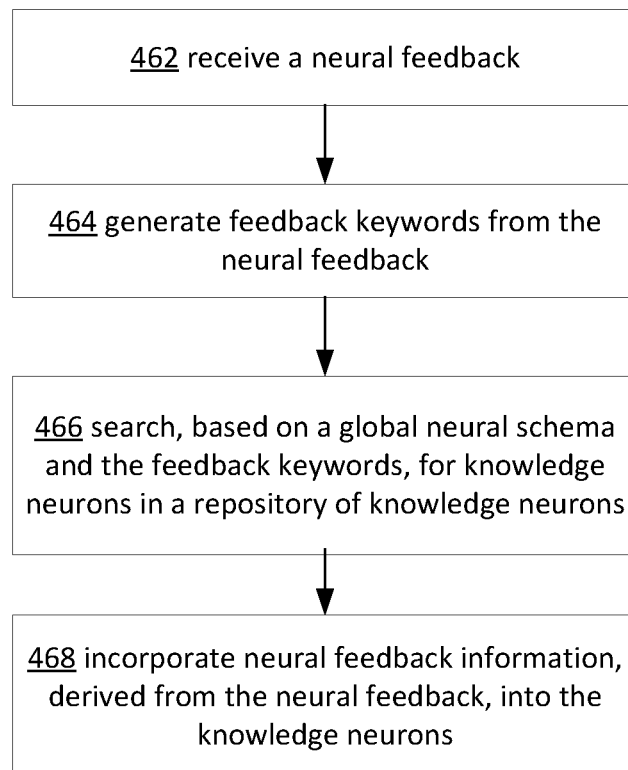 462 receive a neural feedback
464 generate feedback keywords from the
neural feedback
466 search, based on a global neural schema
and the feedback keywords, for knowledge
neurons in a repository of knowledge neurons
468 incorporate neural feedback information,
derived from the neural feedback, into the
knowledge neurons